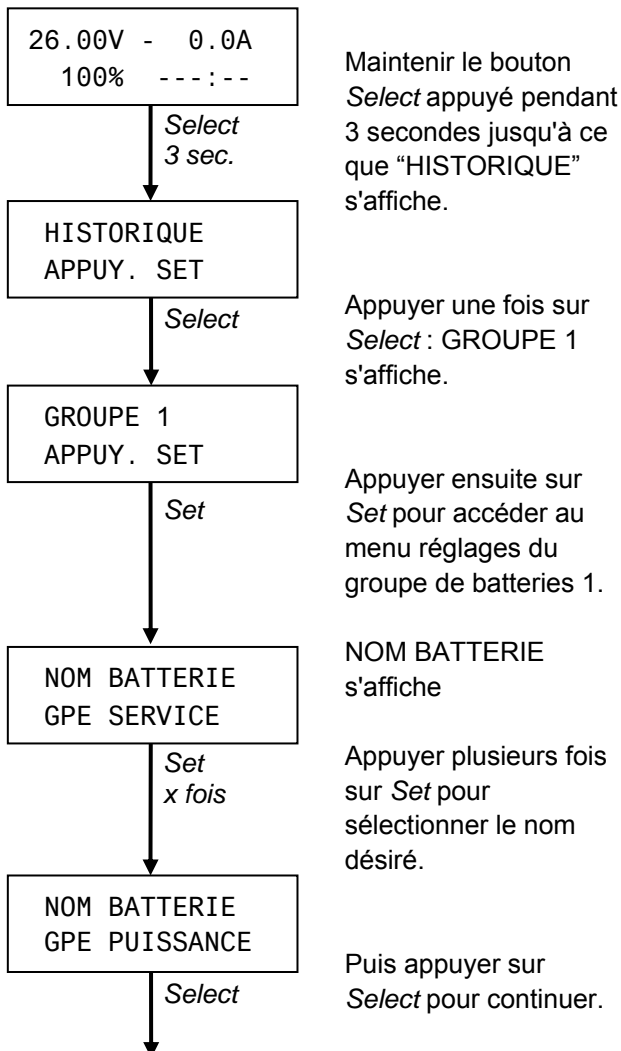 26.00V -  0.0A
100% ---:--
Maintenir le bouton
Select appuyé pendant
3 secondes jusqu'à ce
que “HISTORIQUE”
s'affiche.
Select
3 sec.
HISTORIQUE
APPUY. SET
Appuyer une fois sur
Select : GROUPE 1
s'affiche.
Select
GROUPE 1
APPUY. SET
Appuyer ensuite sur
Set pour accéder au
menu réglages du
groupe de batteries 1.
Set
NOM BATTERIE
GPE SERVICE
NOM BATTERIE
s'affiche
Set
x fois
Appuyer plusieurs fois
sur Set pour
sélectionner le nom
désiré.
NOM BATTERIE
GPE PUISSANCE
Puis appuyer sur
Select pour continuer.
Select